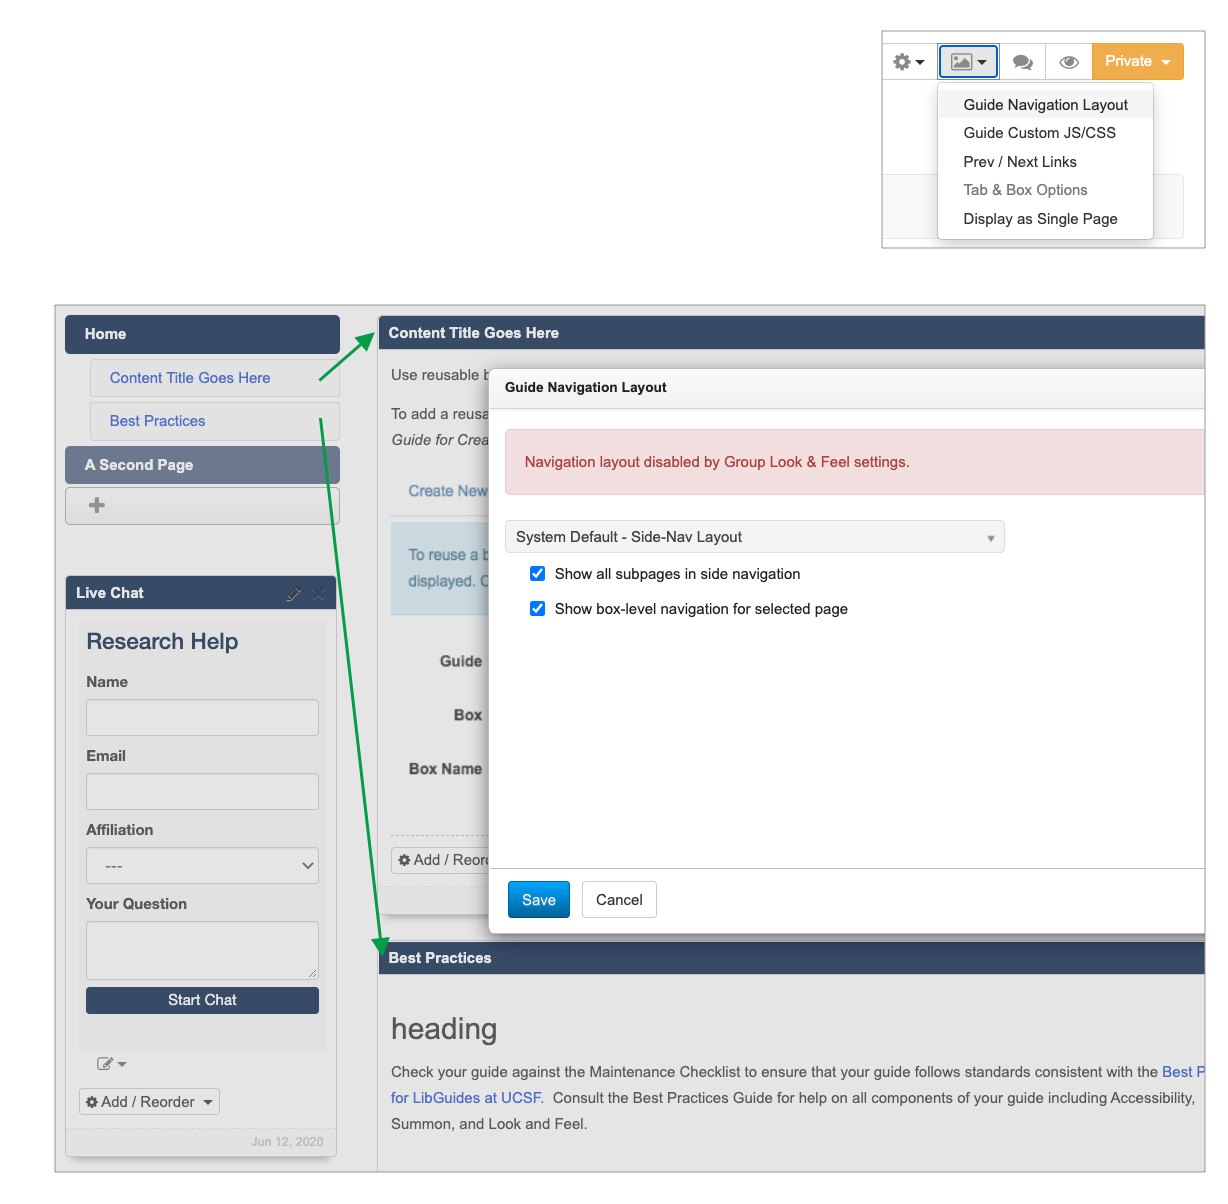 Private
Guide Navigation Layout
Guide Custom JS/CSS
Prev / Next Links
Tab & Box Options
Display as Single Page
Home
Content Title Goes Here
Best Practices
A Second Page
Live Chat
Research Help
Name
Email
Affiliation
---
Your Question
Start Chat
Add / Reorder
Jun 12, 2020
Content Title Goes Here
Use reusable
To add a reusa
Guide for Crea
Create New
To reuse a b
displayed.
Guide
Box
Box Name
Add / Reor
Guide Navigation Layout
Navigation layout disabled by Group Look & Feel settings.
System Default - Side-Nav Layout
Show all subpages in side navigation
Show box-level navigation for selected page
Save
Cancel
Best Practices
heading
Check your guide against the Maintenance Checklist to ensure that your guide follows standards consistent with the Best P
for LibGuides at UCSF. Consult the Best Practices Guide for help on all components of your guide including Accessibility,
Summon, and Look and Feel.